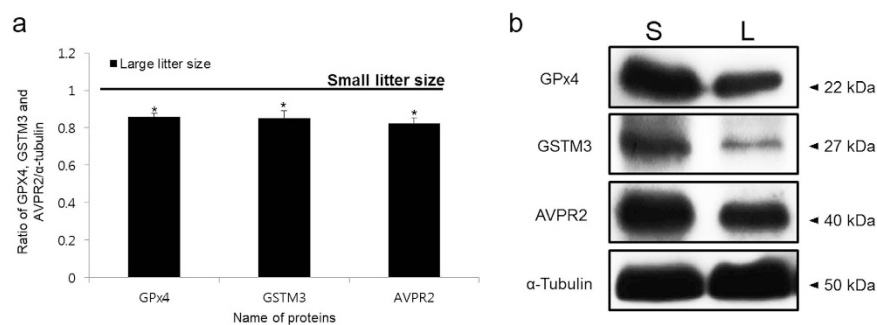 a
1.2
1
0.8
0.6
0.4
0.2
0
Large litter size
Small litter size
*
*
*
Ratio of GPX4, GSTM3 and
AVPR2/α-tubulin
GPx4
GSTM3
AVPR2
Name of proteins
b
S L
GPx4
22 kDa
GSTM3
27 kDa
AVPR2
40 kDa
α-Tubulin
50 kDa